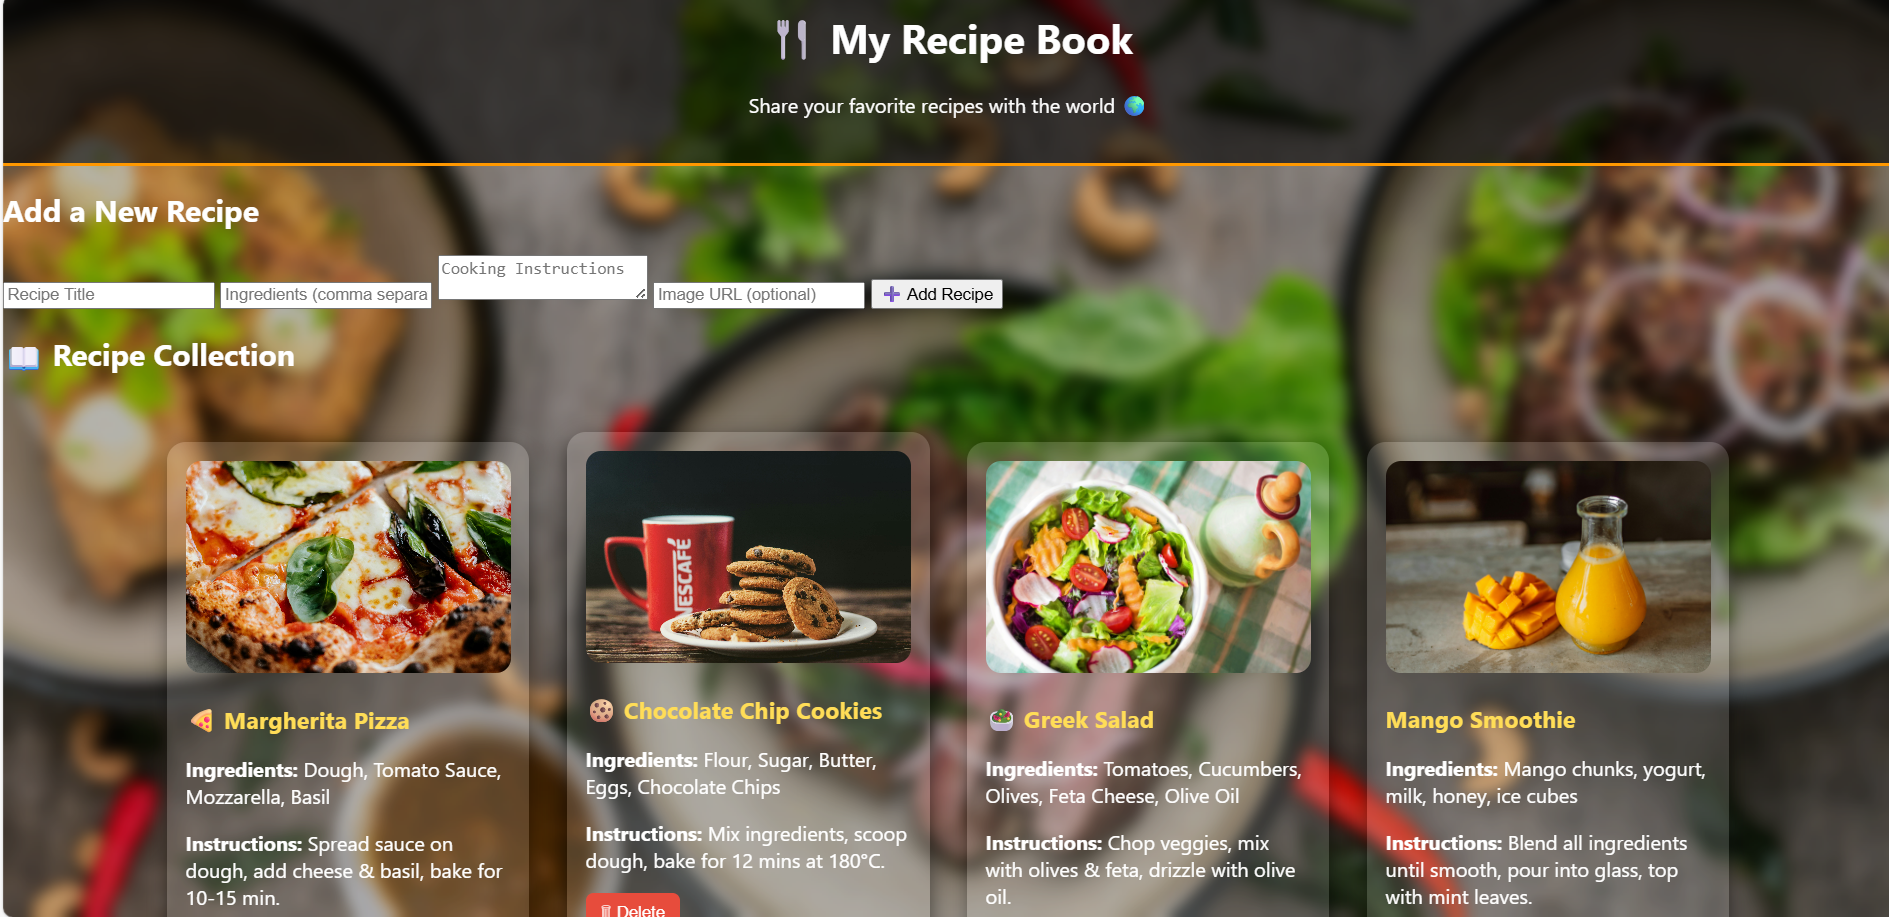 🍴 My Recipe Book
Share your favorite recipes with the world 🌍
Add a New Recipe
Recipe Title
Ingredients (comma separa
Cooking Instructions
Image URL (optional)
➕ Add Recipe
📖 Recipe Collection
NESCAFÉ
🍕 Margherita Pizza
Ingredients: Dough, Tomato Sauce,
Mozzarella, Basil
Instructions: Spread sauce on
dough, add cheese & basil, bake for
10-15 min.
🍪 Chocolate Chip Cookies
Ingredients: Flour, Sugar, Butter,
Eggs, Chocolate Chips
Instructions: Mix ingredients, scoop
dough, bake for 12 mins at 180°C.
🗑 Delete
🥗 Greek Salad
Ingredients: Tomatoes, Cucumbers,
Olives, Feta Cheese, Olive Oil
Instructions: Chop veggies, mix
with olives & feta, drizzle with olive
oil.
Mango Smoothie
Ingredients: Mango chunks, yogurt,
milk, honey, ice cubes
Instructions: Blend all ingredients
until smooth, pour into glass, top
with mint leaves.